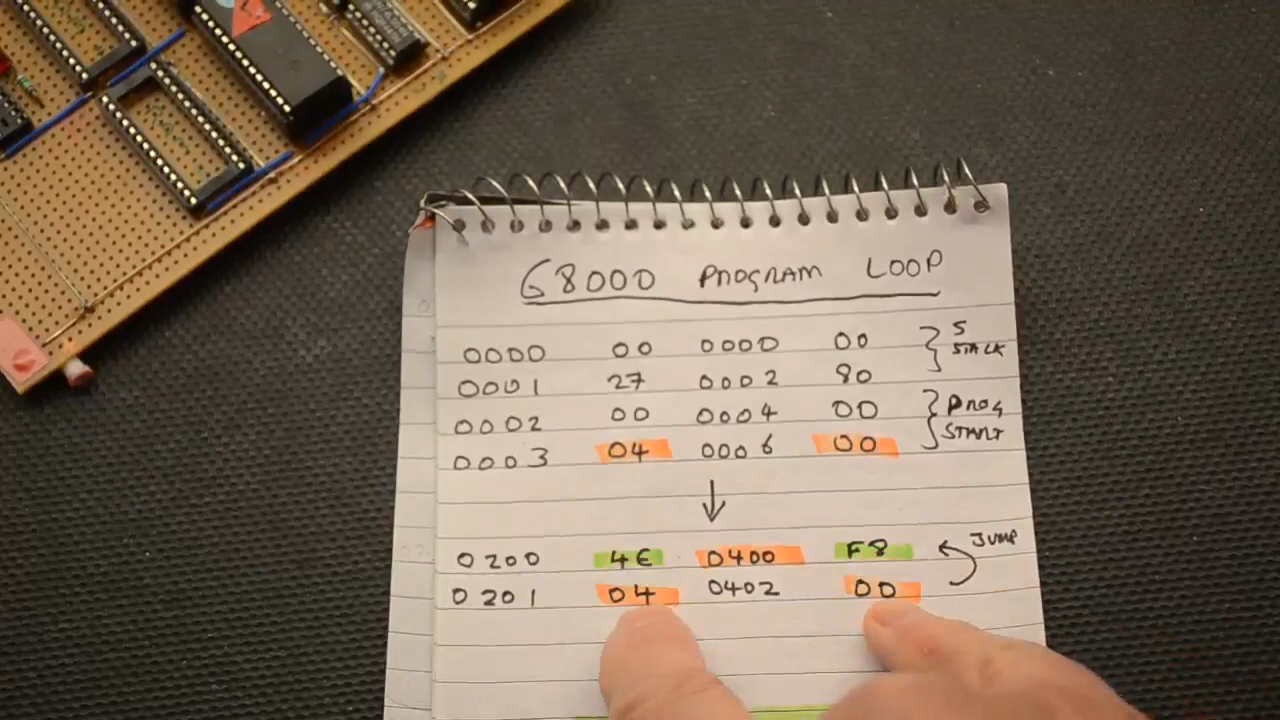 68000 PROGRAM LOOP
0000 00 0000 00 S
STACK
0001 27 0002 80
0002 00 0004 00 PROG
0003 04 0006 00 START
0200 4E 0400 F8 JUMP
0201 04 0402 00